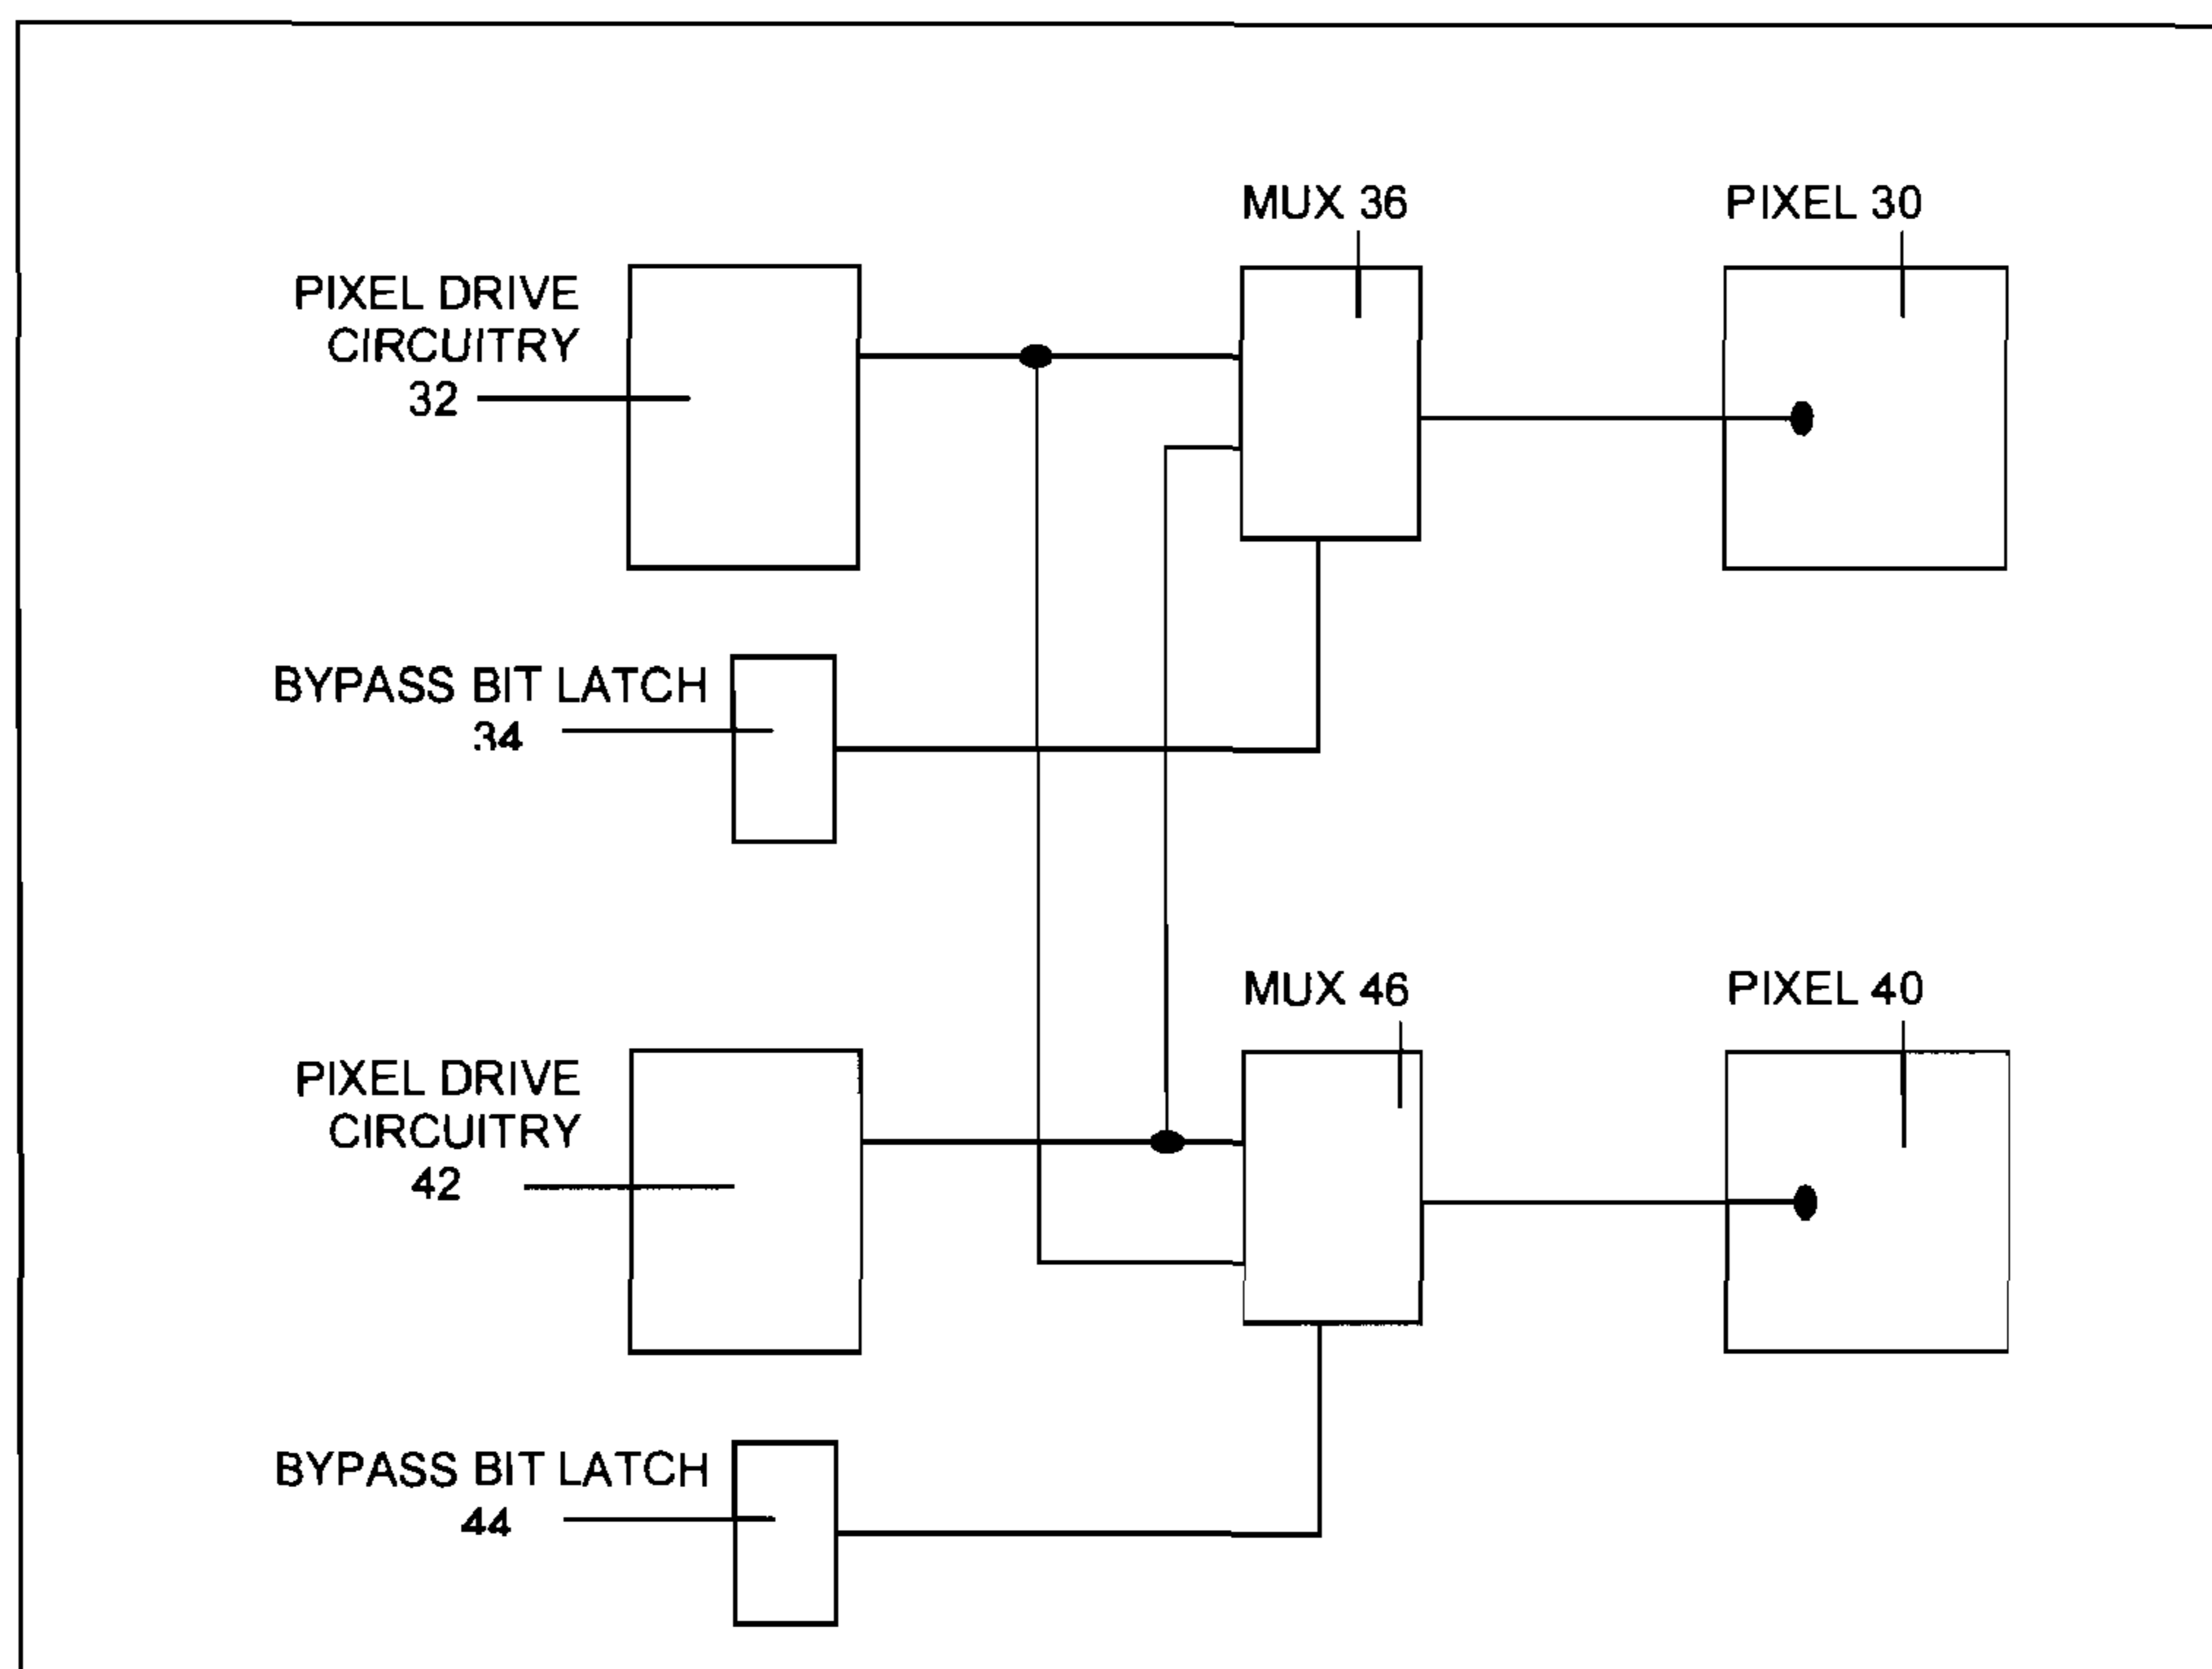 MUX 36
PIXEL 30
PIXEL DRIVE
CIRCUITRY
32
BYPASS BIT LATCH
34
MUX 46
PIXEL 40
PIXEL DRIVE
CIRCUITRY
42
BYPASS BIT LATCH
44